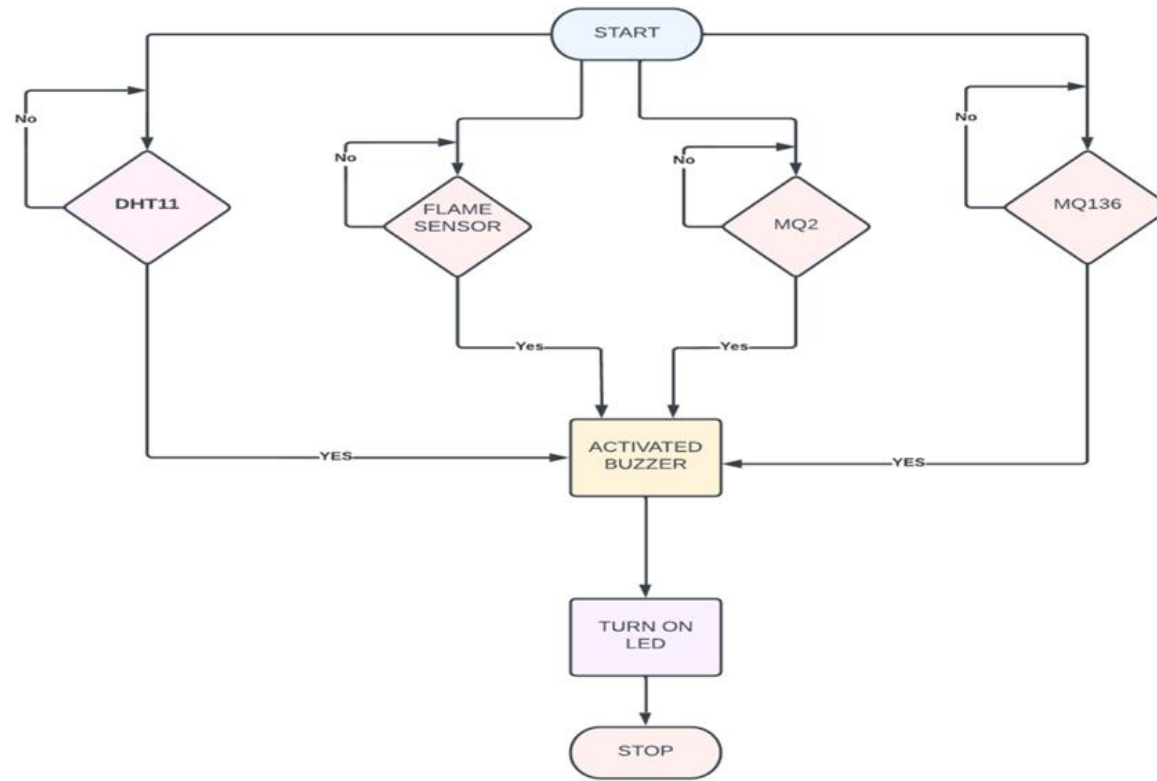 START
No
No
No
No
DHT11
FLAME
SENSOR
MQ2
MQ136
Yes
Yes
YES
ACTIVATED
BUZZER
YES
TURN ON
LED
STOP